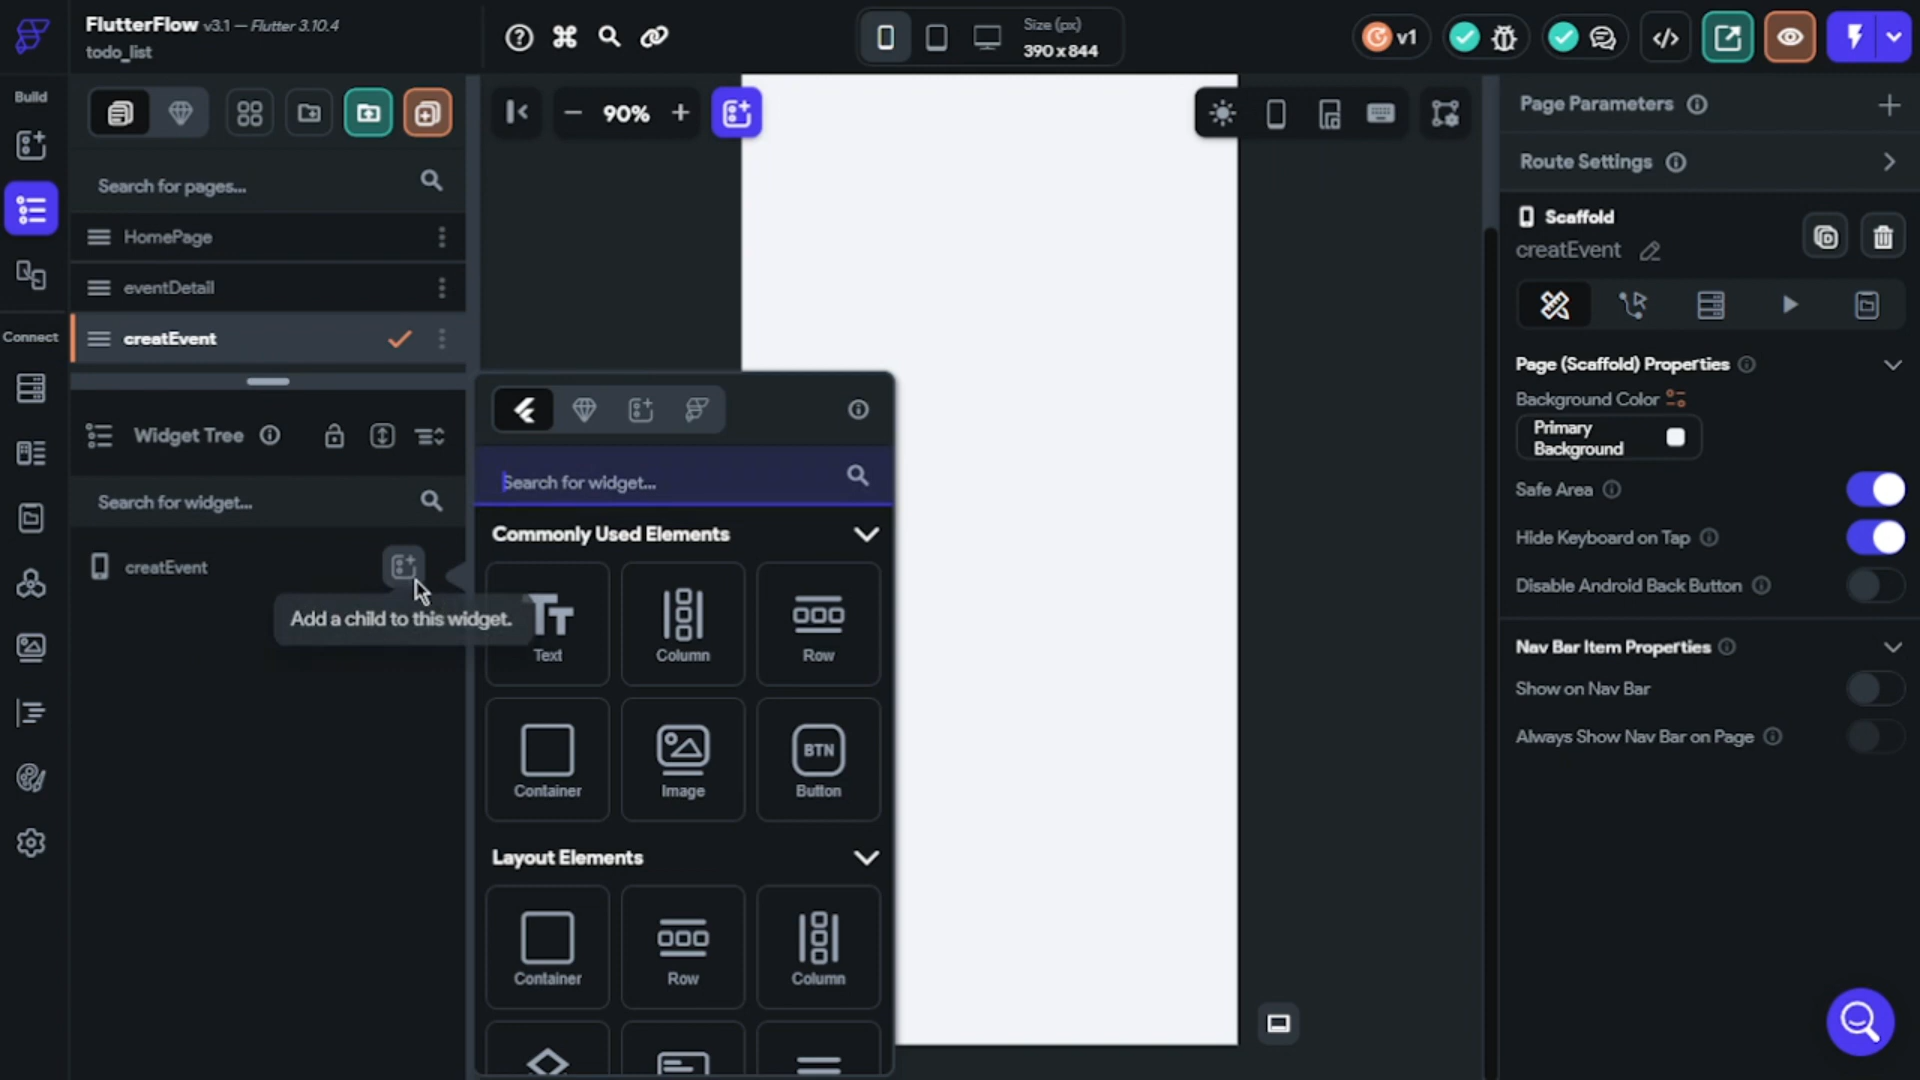 FlutterFlow v3.1 — Flutter 3.10.4
todo_list
Size (px)
390 x 844
v1
Build
Connect
90%
Search for pages...
HomePage
eventDetail
creatEvent
Widget Tree
Search for widget...
creatEvent
Add a child to this widget.
Search for widget...
Commonly Used Elements
Text
Column
Row
Container
Image
BTN
Button
Layout Elements
Container
Row
Column
Page Parameters
Route Settings
Scaffold
creatEvent
Page (Scaffold) Properties
Background Color
Primary
Background
Safe Area
Hide Keyboard on Tap
Disable Android Back Button
Nav Bar Item Properties
Show on Nav Bar
Always Show Nav Bar on Page